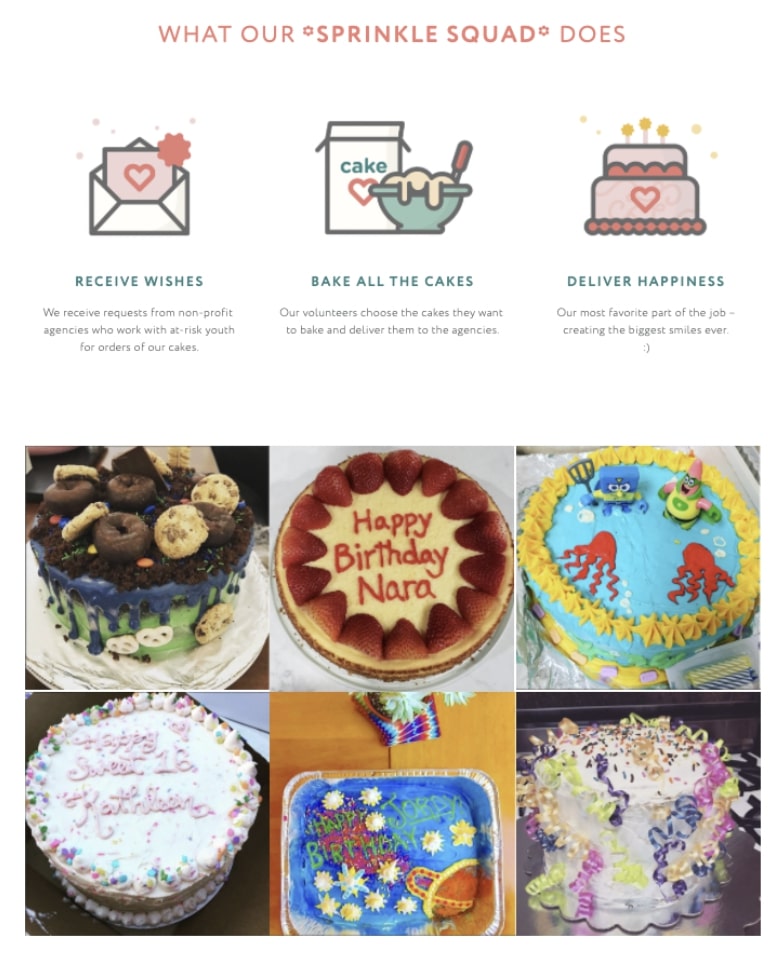 WHAT OUR *SPRINKLE SQUAD* DOES
cake
RECEIVE WISHES
We receive requests from non-profit
agencies who work with at-risk youth
for orders of our cakes.
BAKE ALL THE CAKES
Our volunteers choose the cakes they want
to bake and deliver them to the agencies.
DELIVER HAPPINESS
Our most favorite part of the job –
creating the biggest smiles ever.
:)
Happy
Birthday
Nara
Happy
Sweet 16
Kathleen
HAPPY JORDY
BIRTHDAY